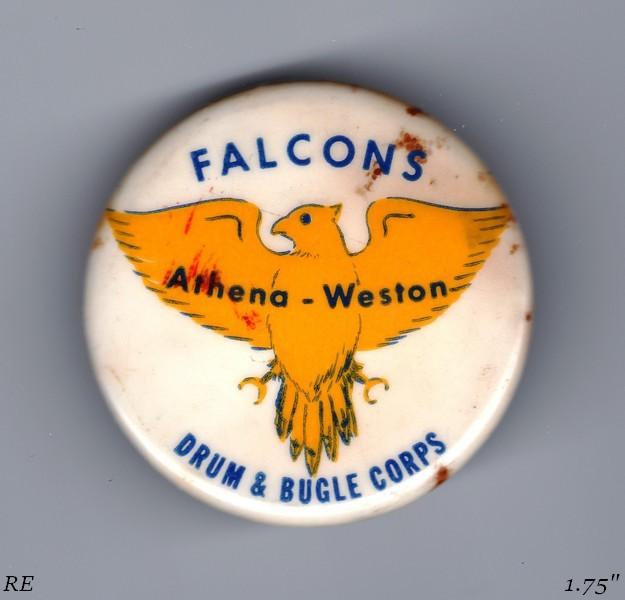 FALCONS
Athena - Weston
DRUM & BUGLE CORPS
RE
1.75"